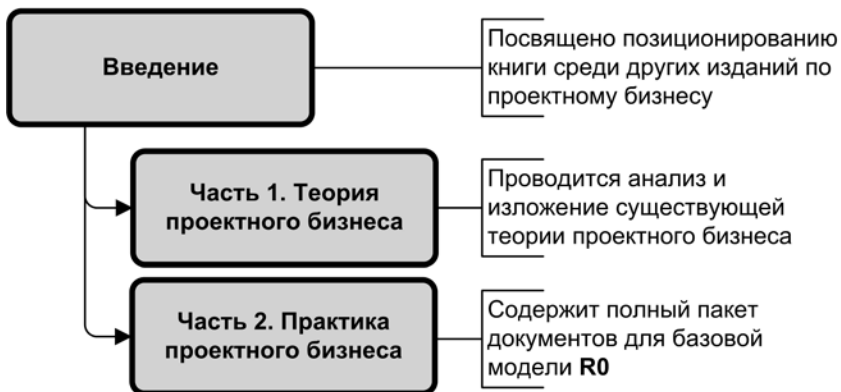 Введение
Посвящено позиционированию
книги среди других изданий по
проектному бизнесу
Часть 1. Теория
проектного бизнеса
Проводится анализ и
изложение существующей
теории проектного бизнеса
Часть 2. Практика
проектного бизнеса
Содержит полный пакет
документов для базовой
модели R0